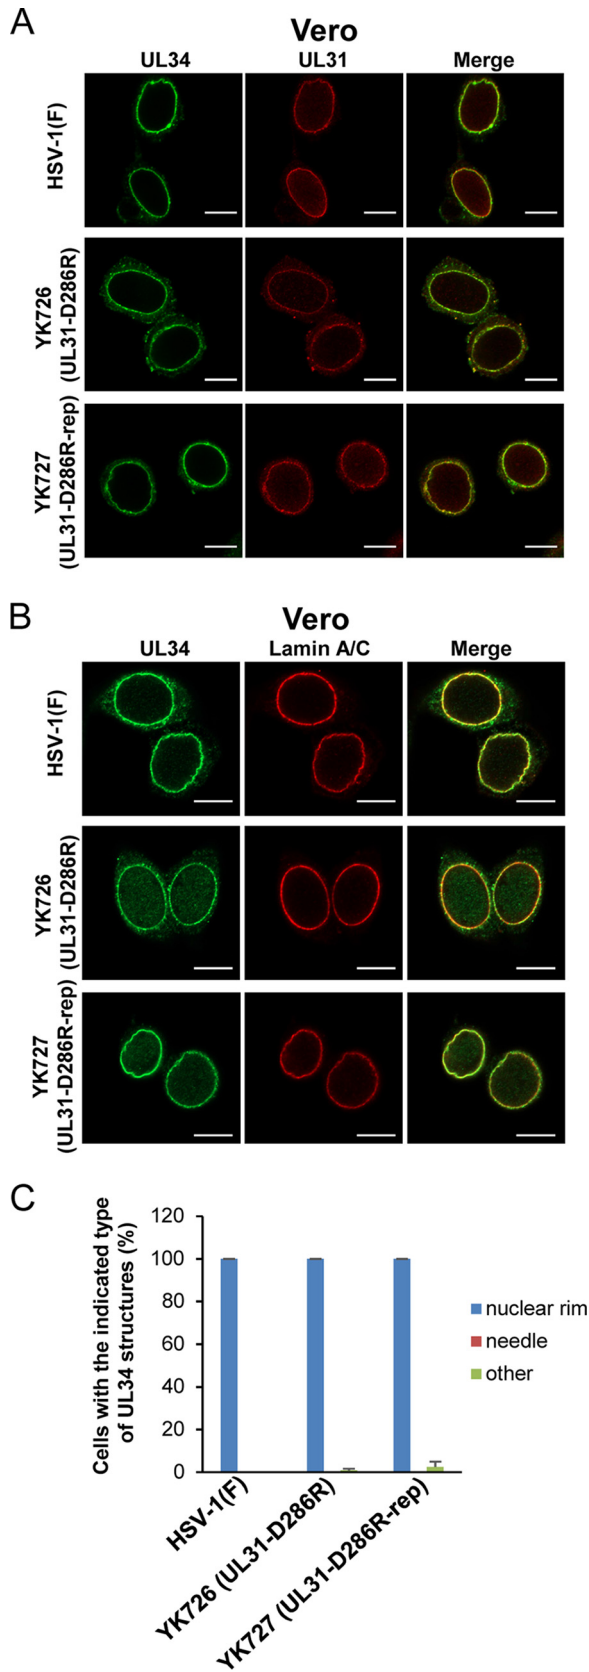 A
Vero
UL34 UL31 Merge
HSV-1(F)
YK726
(UL31-D286R)
YK727
(UL31-D286R-rep)
B
Vero
UL34 Lamin A/C Merge
HSV-1(F)
YK726
(UL31-D286R)
YK727
(UL31-D286R-rep)
C
Cells with the indicated type
of UL34 structures (%)
120
100
80
60
40
20
0
nuclear rim
needle
other
HSV-1(F)
YK726 (UL31-D286R)
YK727 (UL31-D286R-rep)